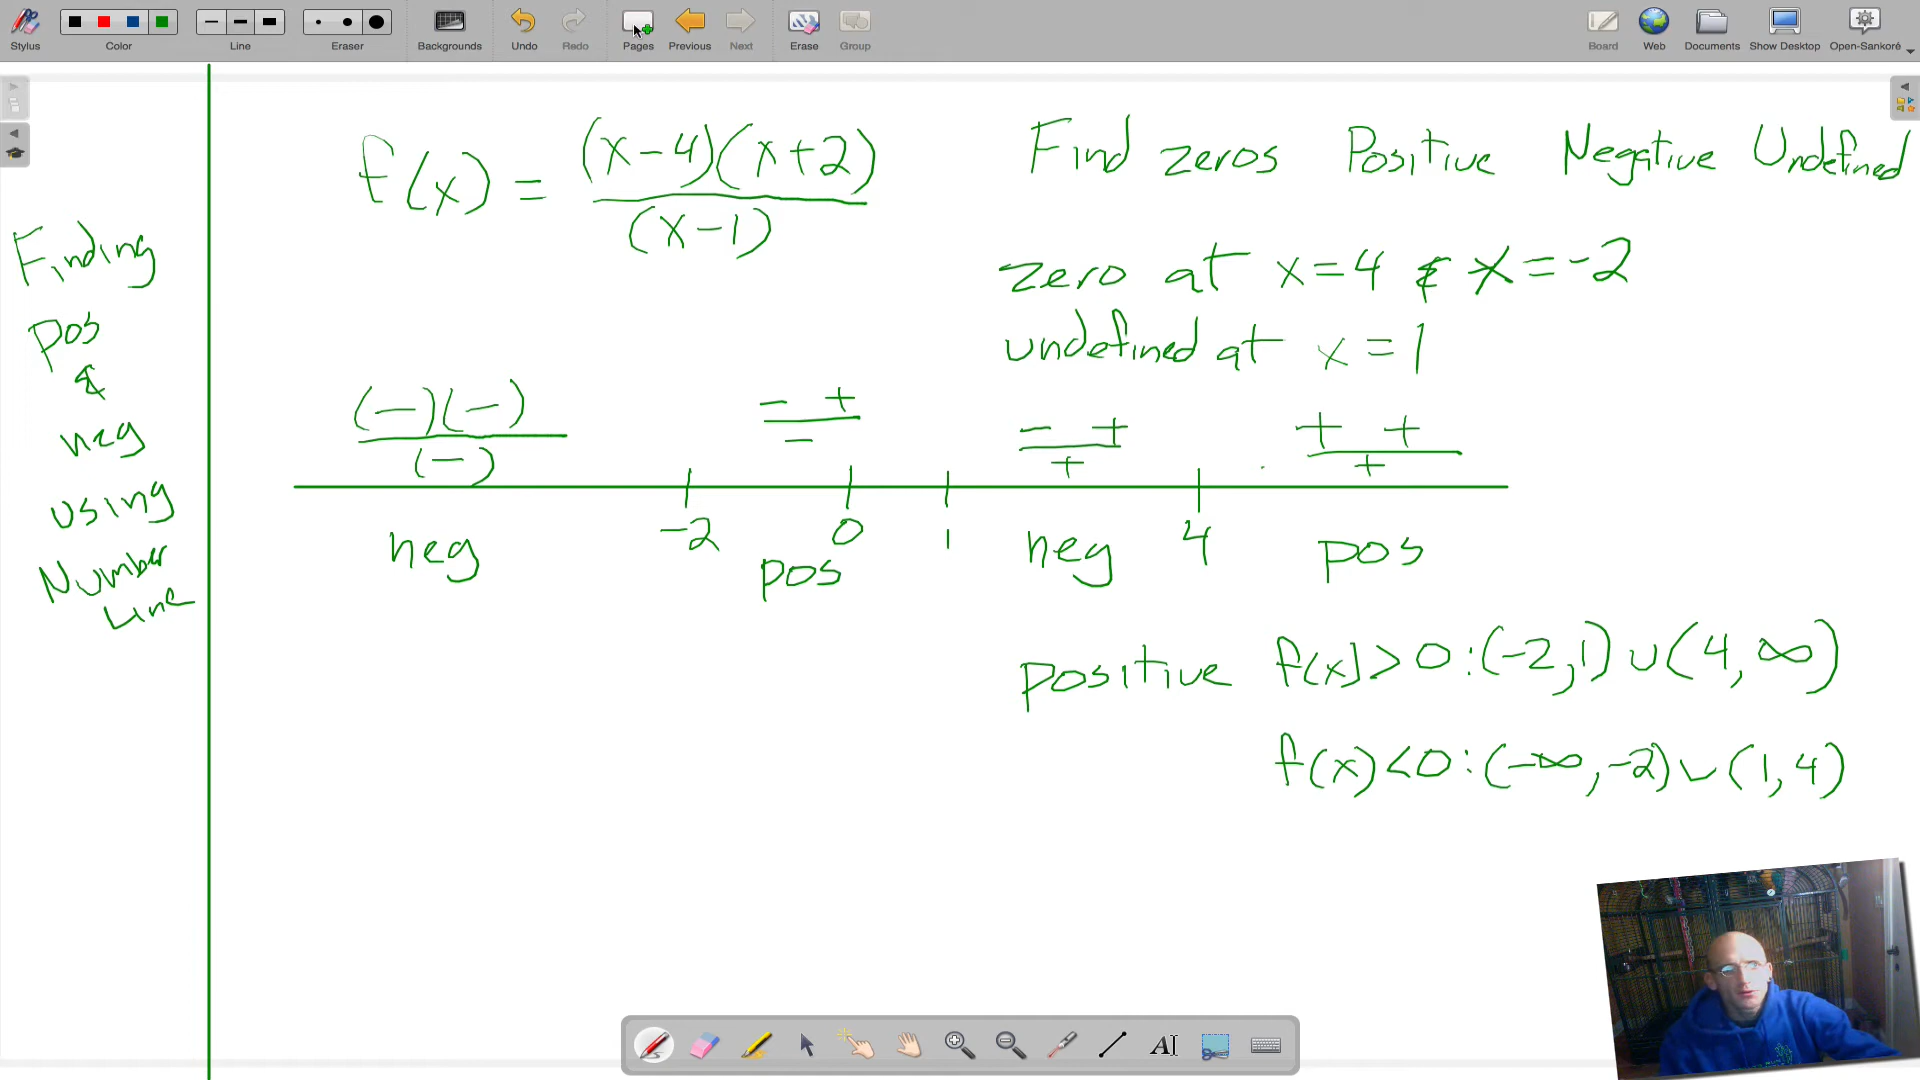 Stylus Color Line Eraser Backgrounds Undo Redo Pages Previous Next Erase Group Board Web Documents Show Desktop Open-Sankoré
Finding
pos
&
neg
using
Number
Line
f(x) = (x-4)(x+2)
(x-1)
Find zeros Positive Negative Undefined
zero at x=4 & x=-2
undefined at x=1
(-)(-)
(-)
- +
-
- +
+
+ +
+
-2 0 1 4
neg pos neg pos
positive f(x)>0:(-2,1)∪(4,∞)
f(x)<0:(-∞,-2)∪(1,4)
AI